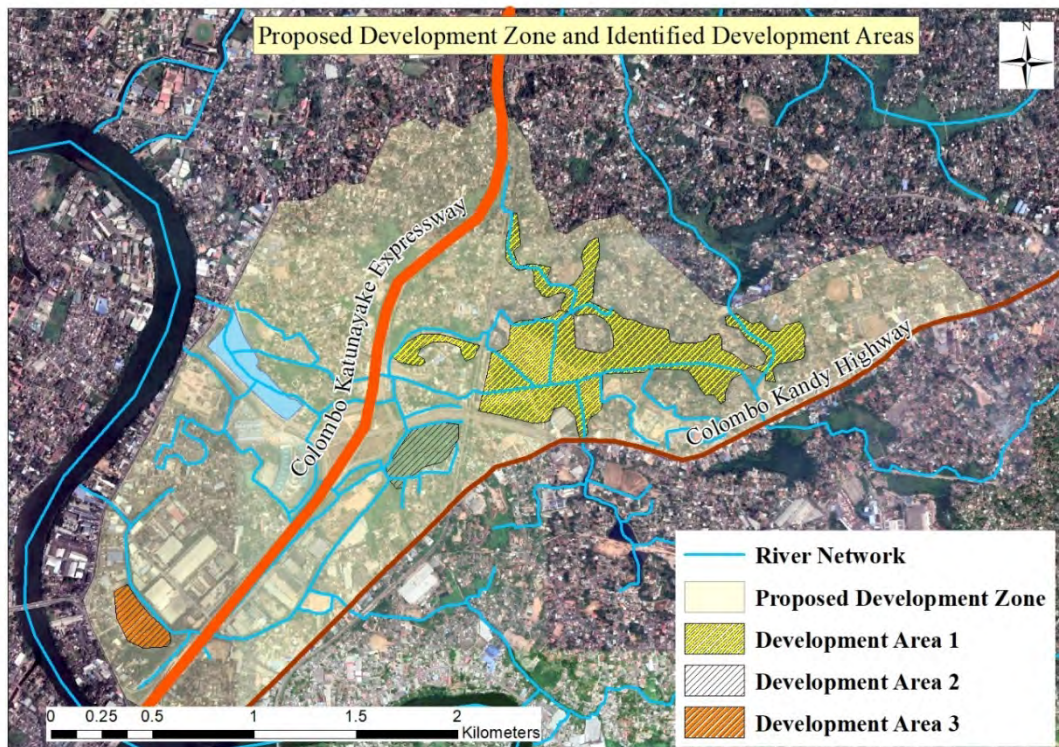 Proposed Development Zone and Identified Development Areas
N
Colombo Katunayake Expressway
Colombo Kandy Highway
River Network
Proposed Development Zone
Development Area 1
Development Area 2
Development Area 3
0 0.25 0.5 1 1.5 2
Kilometers